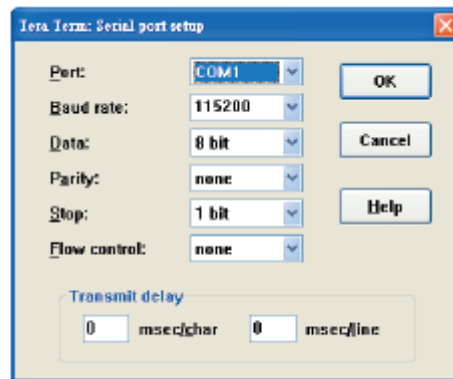 Tera Term: Serial port setup
Port: COM1
OK
Baud rate: 115200
Data: 8 bit
Cancel
Parity: none
Stop: 1 bit
Help
Flow control: none
Transmit delay
0 msec/char 0 msec/line